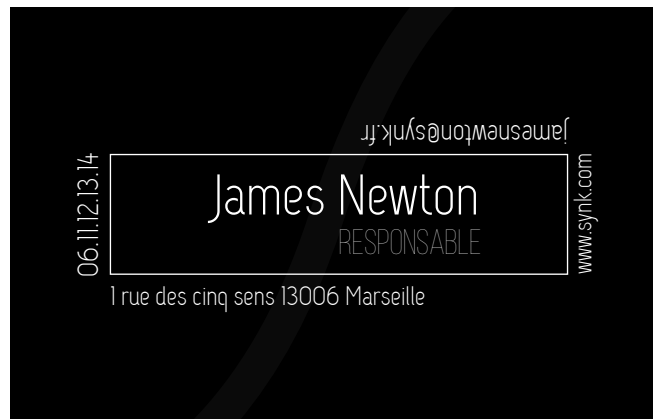 jamesnewton@synk.fr
06.11.12.13.14
James Newton
RESPONSABLE
www.synk.com
1 rue des cinq sens 13006 Marseille